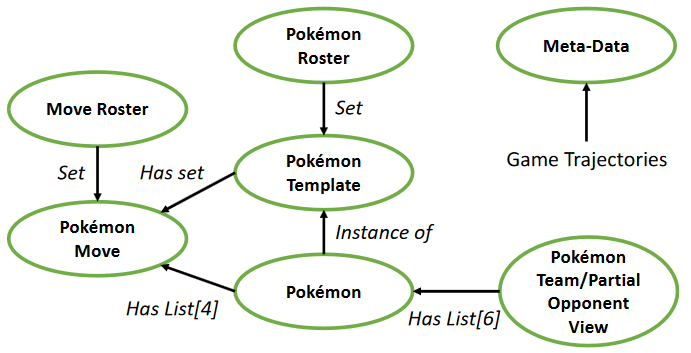 Pokémon
Roster
Meta-Data
Move Roster
Set
Set
Has set
Pokémon
Template
Game Trajectories
Pokémon
Move
Instance of
Pokémon
Team/Partial
Opponent
View
Pokémon
Has List[4]
Has List[6]